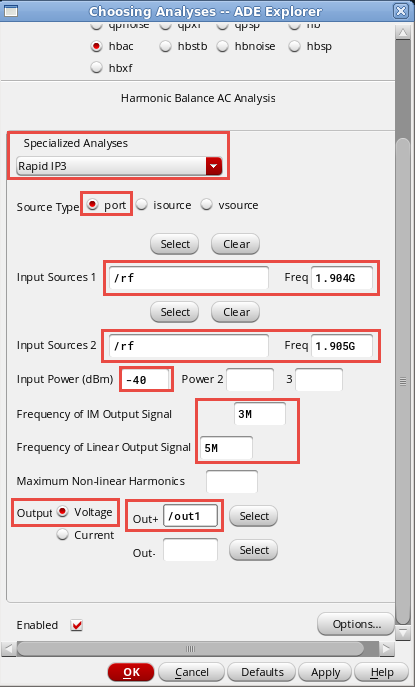 Choosing Analyses -- ADE Explorer
qpnoise qpxf qpsp hb
hbac hbstb hbnoise hbsp
hbxf
Harmonic Balance AC Analysis
Specialized Analyses
Rapid IP3
Source Type port isource vsource
Select Clear
Input Sources 1 /rf Freq 1.904G
Select Clear
Input Sources 2 /rf Freq 1.905G
Input Power (dBm) -40 Power 2 3
Frequency of IM Output Signal 3M
Frequency of Linear Output Signal 5M
Maximum Non-linear Harmonics
Output Voltage Out+ /out1 Select
Current
Out- Select
Enabled Options...
OK Cancel Defaults Apply Help